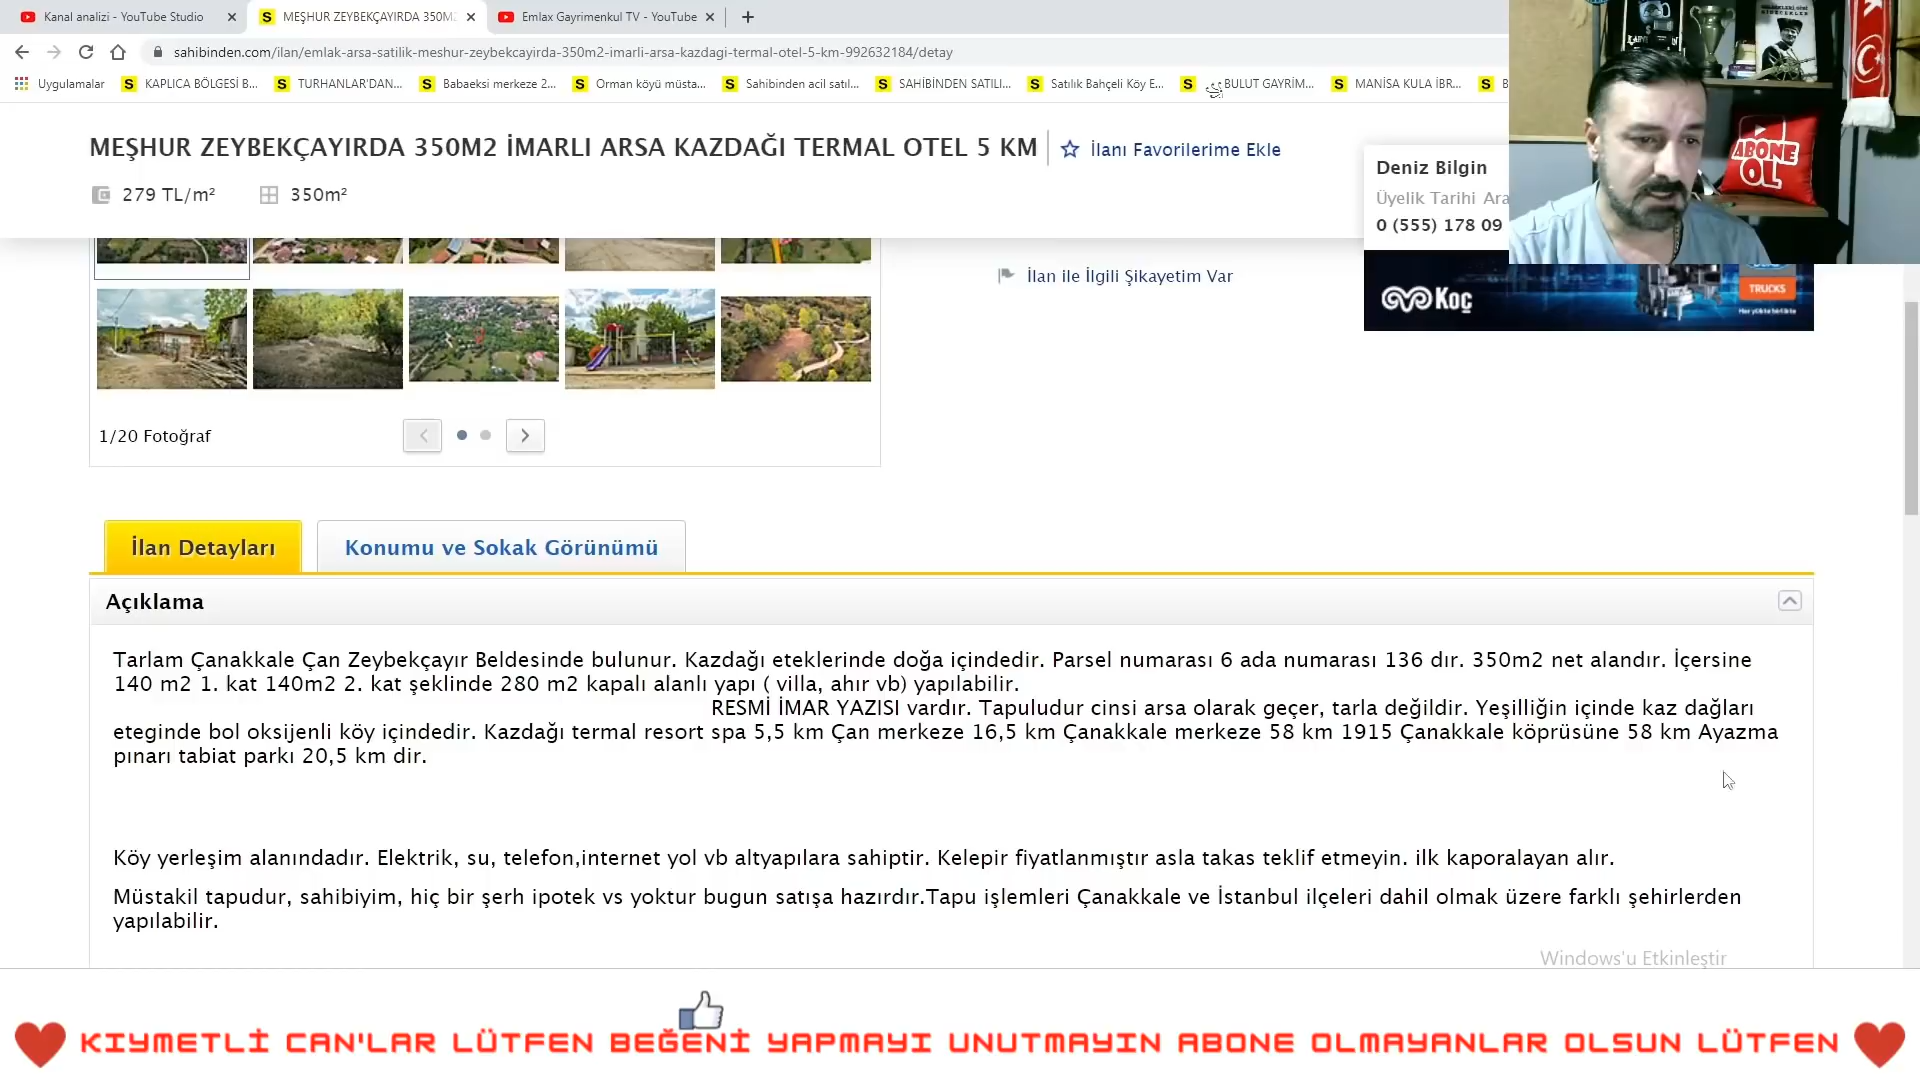 Kanal analizi - YouTube Studio
MEŞHUR ZEYBEKÇAYIRDA 350M2
Emlax Gayrimenkul TV - YouTube
sahibinden.com/ilan/emlak-arsa-satilik-meshur-zeybekcayirda-350m2-imarli-arsa-kazdagi-termal-otel-5-km-992632184/detay
Uygulamalar
KAPLICA BÖLGESİ B...
TURHANLAR'DAN...
Babaeksi merkeze 2...
Orman köyü müsta...
Sahibinden acil satıl...
SAHİBİNDEN SATILI...
Satılık Bahçeli Köy E...
BULUT GAYRİM...
MANİSA KULA İBR...
MEŞHUR ZEYBEKÇAYIRDA 350M2 İMARLI ARSA KAZDAĞI TERMAL OTEL 5 KM
İlanı Favorilerime Ekle
279 TL/m²
350m²
Deniz Bilgin
Üyelik Tarihi Ara
0 (555) 178 09
ABONE OL
İlan ile İlgili Şikayetim Var
Koç
TRUCKS
Her yükte birlikte
1/20 Fotoğraf
İlan Detayları
Konumu ve Sokak Görünümü
Açıklama
Tarlam Çanakkale Çan Zeybekçayır Beldesinde bulunur. Kazdağı eteklerinde doğa içindedir. Parsel numarası 6 ada numarası 136 dır. 350m2 net alandır. İçersine
140 m2 1. kat 140m2 2. kat şeklinde 280 m2 kapalı alanlı yapı ( villa, ahır vb) yapılabilir.
RESMİ İMAR YAZISI vardır. Tapuludur cinsi arsa olarak geçer, tarla değildir. Yeşilliğin içinde kaz dağları
eteginde bol oksijenli köy içindedir. Kazdağı termal resort spa 5,5 km Çan merkeze 16,5 km Çanakkale merkeze 58 km 1915 Çanakkale köprüsüne 58 km Ayazma
pınarı tabiat parkı 20,5 km dir.
Köy yerleşim alanındadır. Elektrik, su, telefon,internet yol vb altyapılara sahiptir. Kelepir fiyatlanmıştır asla takas teklif etmeyin. ilk kaporalayan alır.
Müstakil tapudur, sahibiyim, hiç bir şerh ipotek vs yoktur bugun satışa hazırdır.Tapu işlemleri Çanakkale ve İstanbul ilçeleri dahil olmak üzere farklı şehirlerden
yapılabilir.
Windows'u Etkinleştir
KIYMETLİ CAN'LAR LÜTFEN BEĞENİ YAPMAYI UNUTMAYIN ABONE OLMAYANLAR OLSUN LÜTFEN